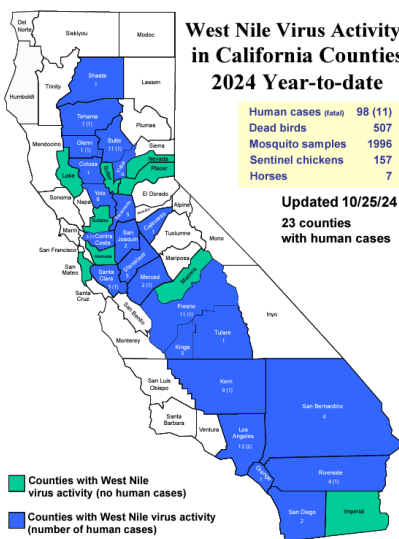 West Nile Virus Activity
in California Counties
2024 Year-to-date
Human cases (fatal) 98 (11)
Dead birds 507
Mosquito samples 1996
Sentinel chickens 157
Horses 7
Updated 10/25/24
23 counties
with human cases
Del
Norte
Siskiyou
Modoc
Humboldt
Trinity
Shasta
1
Lassen
Tehama
1 (1)
Plumas
Mendocino
Glenn
1 (1)
Butte
11 (1)
Sierra
Nevada
Placer
Colusa
1
Lake
Yolo
El Dorado
Alpine
Sonoma
Napa
Solano
Marin
Contra
Costa
San Francisco
San
Joaquin
2
Calaveras
Tuolumne
Mono
Alameda
San
Mateo
Santa
Clara
Stanislaus
Mariposa
Santa
Cruz
Merced
2 (1)
Madera
San Benito
Fresno
11 (1)
Inyo
Monterey
Tulare
1
Kings
San Luis
Obispo
Kern
9 (1)
San Bernardino
4
Santa
Barbara
Ventura
Los
Angeles
13 (2)
Orange
Riverside
4 (1)
San Diego
2
Imperial
Counties with West Nile
virus activity (no human cases)
Counties with West Nile virus activity
(number of human cases)